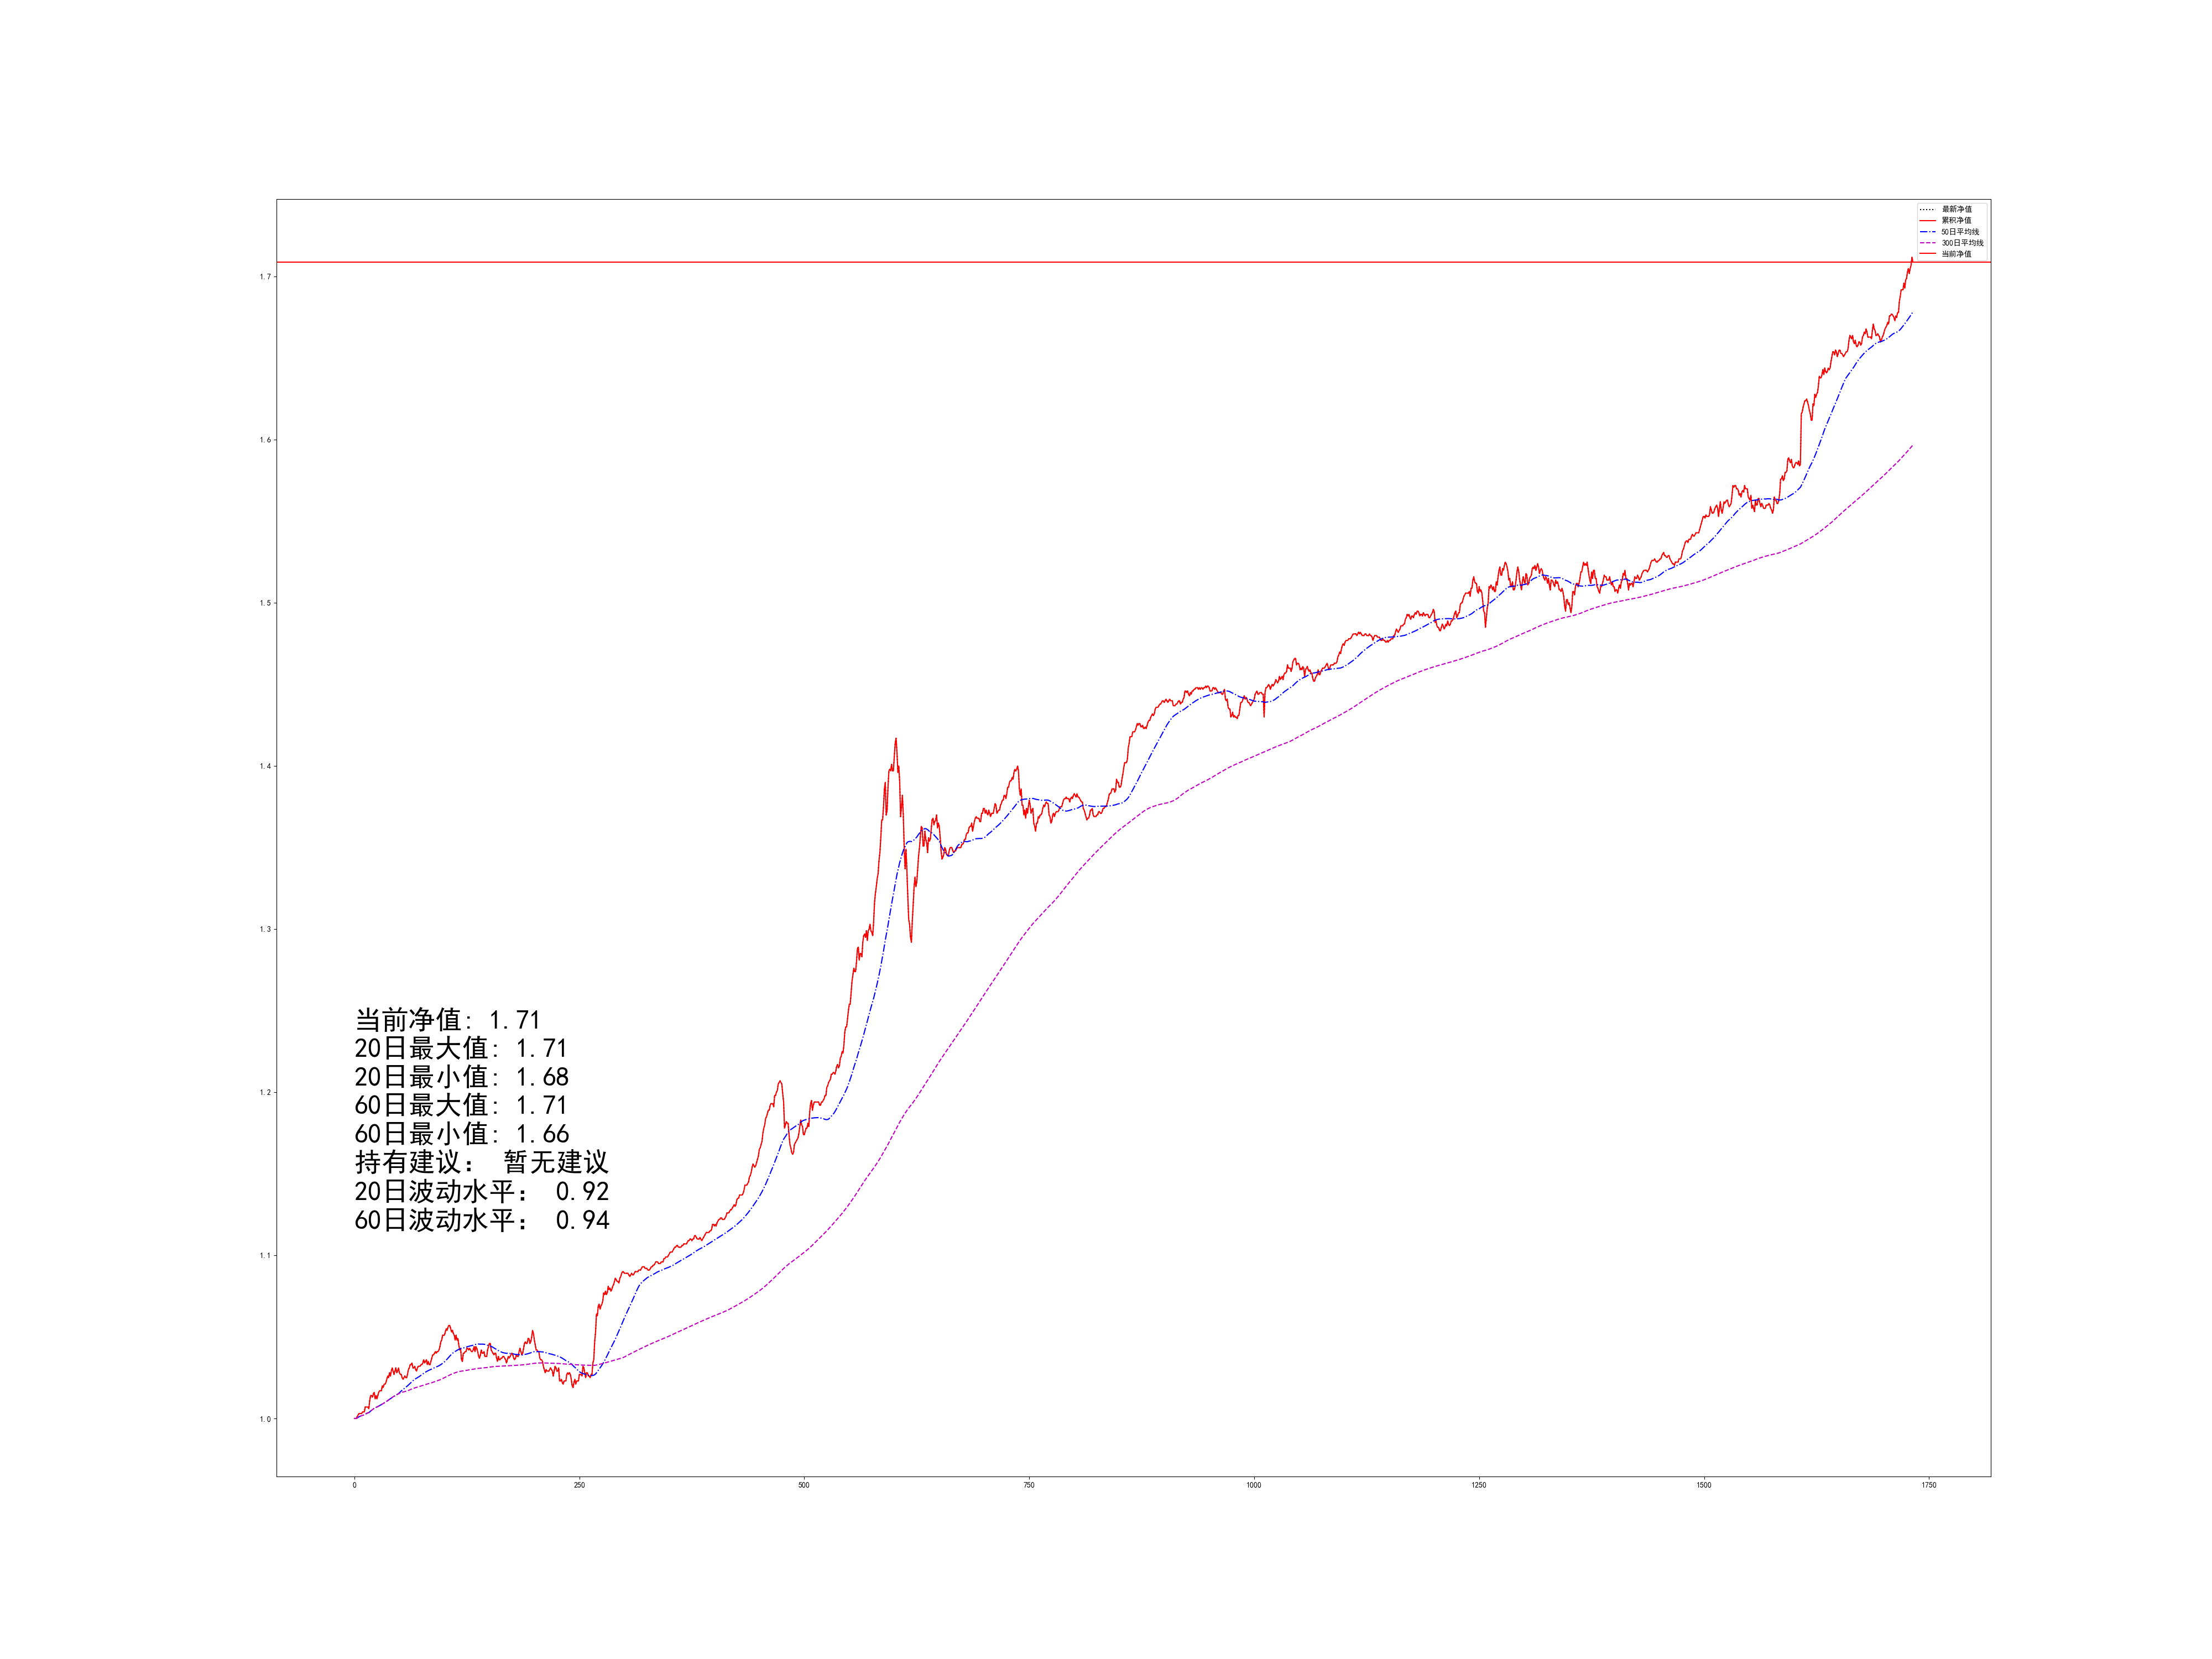 最新净值
累积净值
50日平均线
300日平均线
当前净值
1.7
1.6
1.5
1.4
1.3
1.2
1.1
1.0
当前净值: 1.71
20日最大值: 1.71
20日最小值: 1.68
60日最大值: 1.71
60日最小值: 1.66
持有建议： 暂无建议
20日波动水平： 0.92
60日波动水平： 0.94
0 250 500 750 1000 1250 1500 1750